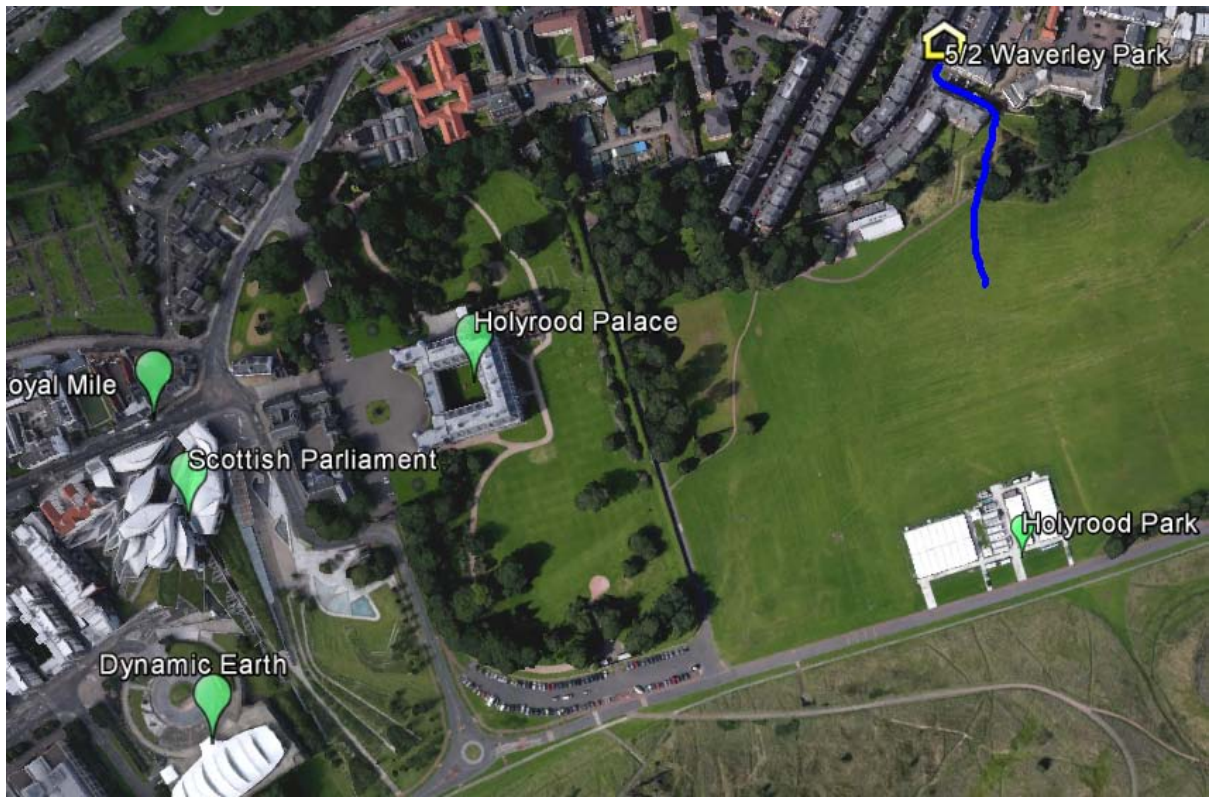 5/2 Waverley Park
Holyrood Palace
oyal Mile
Scottish Parliament
Holyrood Park
Dynamic Earth